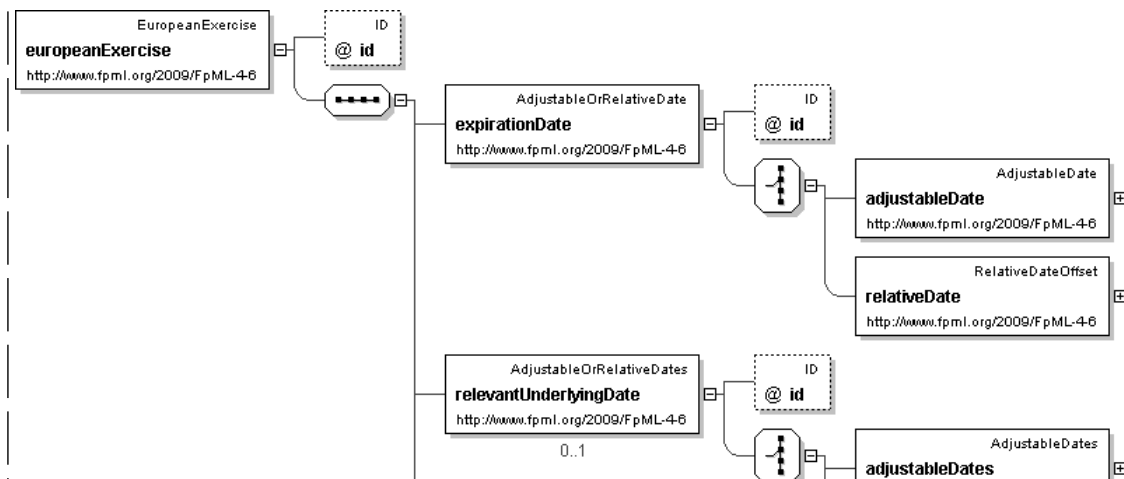 EuropeanExercise
europeanExercise
http://www.fpml.org/2009/FpML-4-6
ID
@ id
AdjustableOrRelativeDate
expirationDate
http://www.fpml.org/2009/FpML-4-6
ID
@ id
AdjustableDate
adjustableDate
http://www.fpml.org/2009/FpML-4-6
RelativeDateOffset
relativeDate
http://www.fpml.org/2009/FpML-4-6
AdjustableOrRelativeDates
relevantUnderlyingDate
http://www.fpml.org/2009/FpML-4-6
0..1
ID
@ id
AdjustableDates
adjustableDates